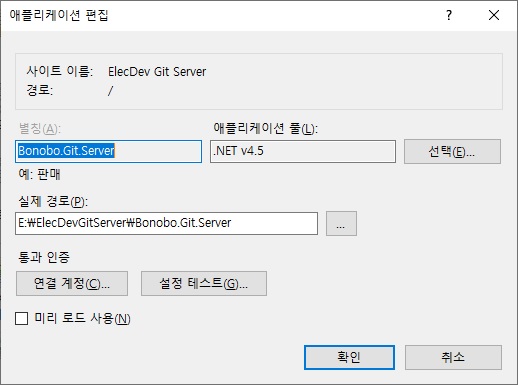 애플리케이션 편집
?
사이트 이름: ElecDev Git Server
경로: /
별칭(A): 애플리케이션 풀(L):
Bonobo.Git.Server .NET v4.5 선택(E)...
예: 판매
실제 경로(P):
E:₩ElecDevGitServer₩Bonobo.Git.Server ...
통과 인증
연결 계정(C)... 설정 테스트(G)...
미리 로드 사용(N)
확인 취소